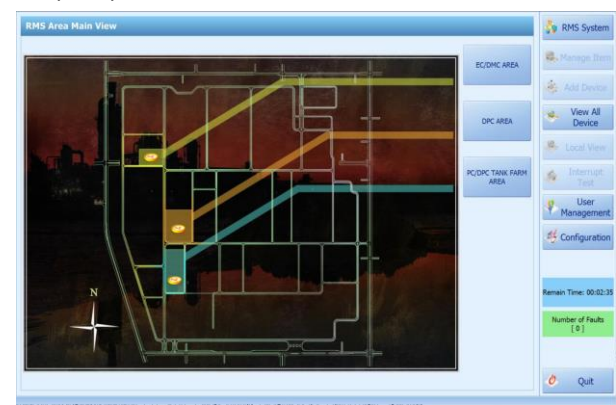 RMS Area Main View
EC/DMC AREA
DPC AREA
PC/DPC TANK FARM
AREA
N
RMS System
Manage Item
Add Device
View All
Device
Local View
Interrupt
Test
User
Management
Configuration
Remain Time: 00:02:35
Number of Faults
[ 0 ]
Quit